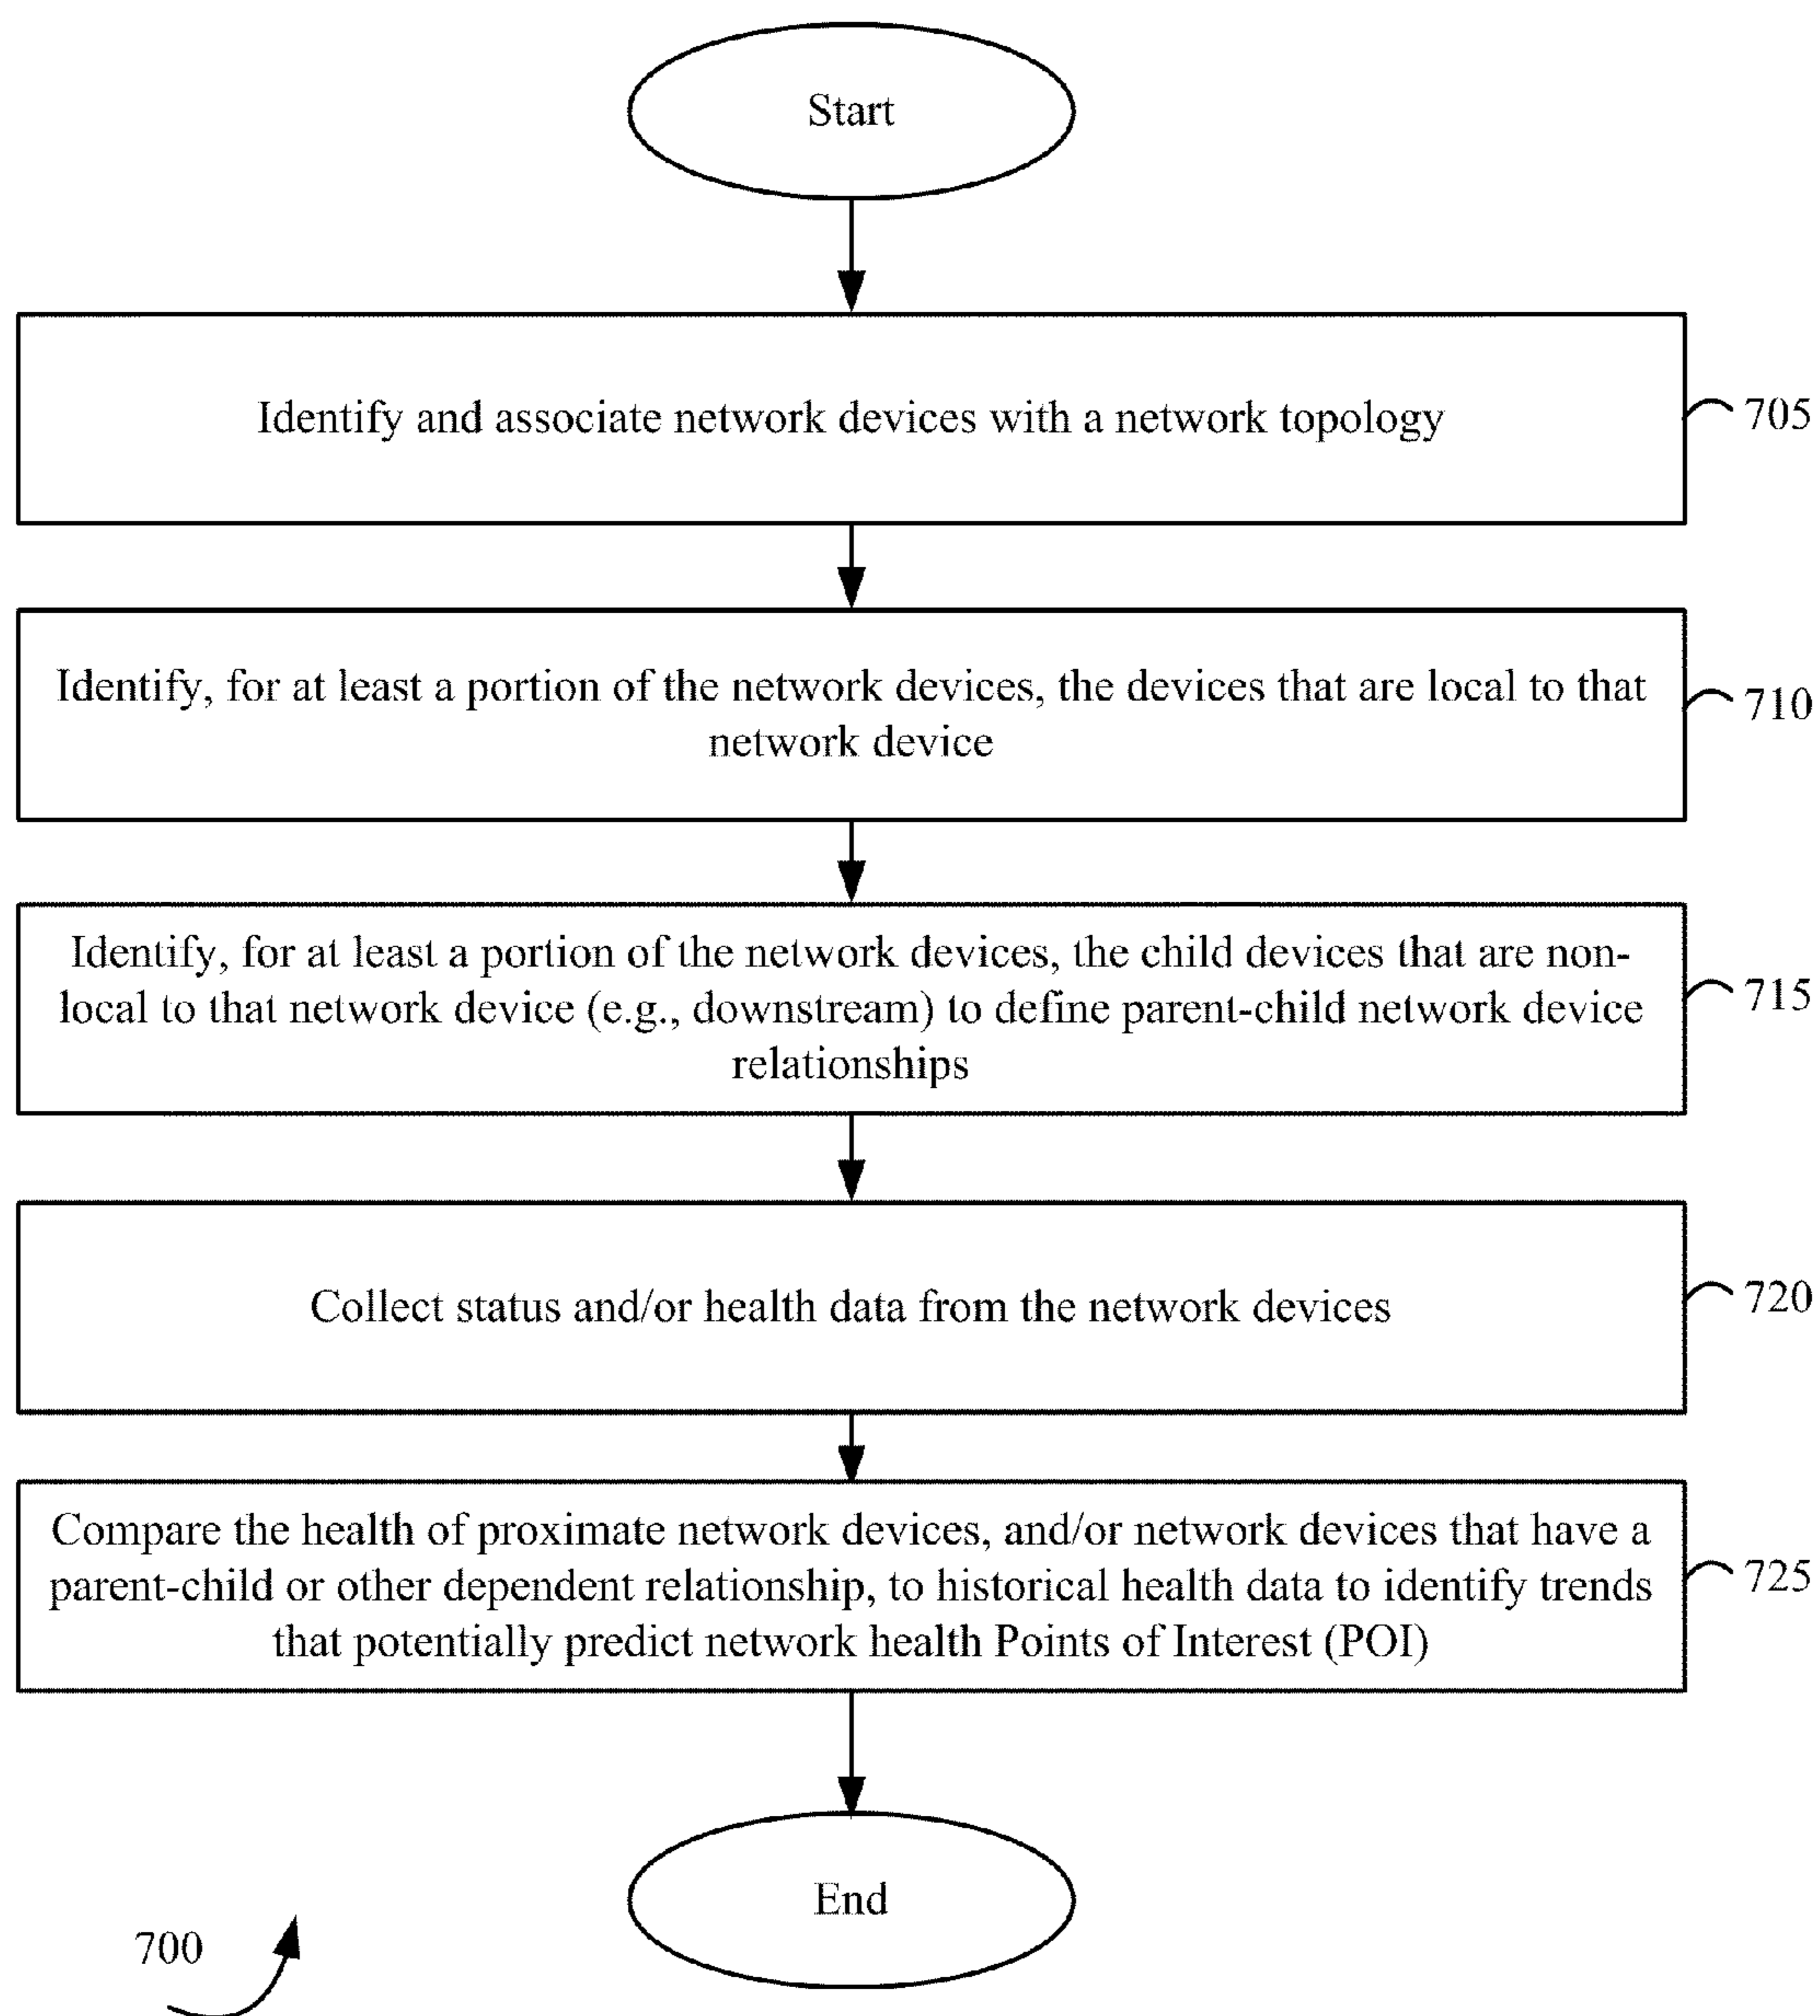 Start
Identify and associate network devices with a network topology
705
Identify, for at least a portion of the network devices, the devices that are local to that
network device
710
Identify, for at least a portion of the network devices, the child devices that are non-
local to that network device (e.g., downstream) to define parent-child network device
relationships
715
Collect status and/or health data from the network devices
720
Compare the health of proximate network devices, and/or network devices that have a
parent-child or other dependent relationship, to historical health data to identify trends
that potentially predict network health Points of Interest (POI)
725
End
700